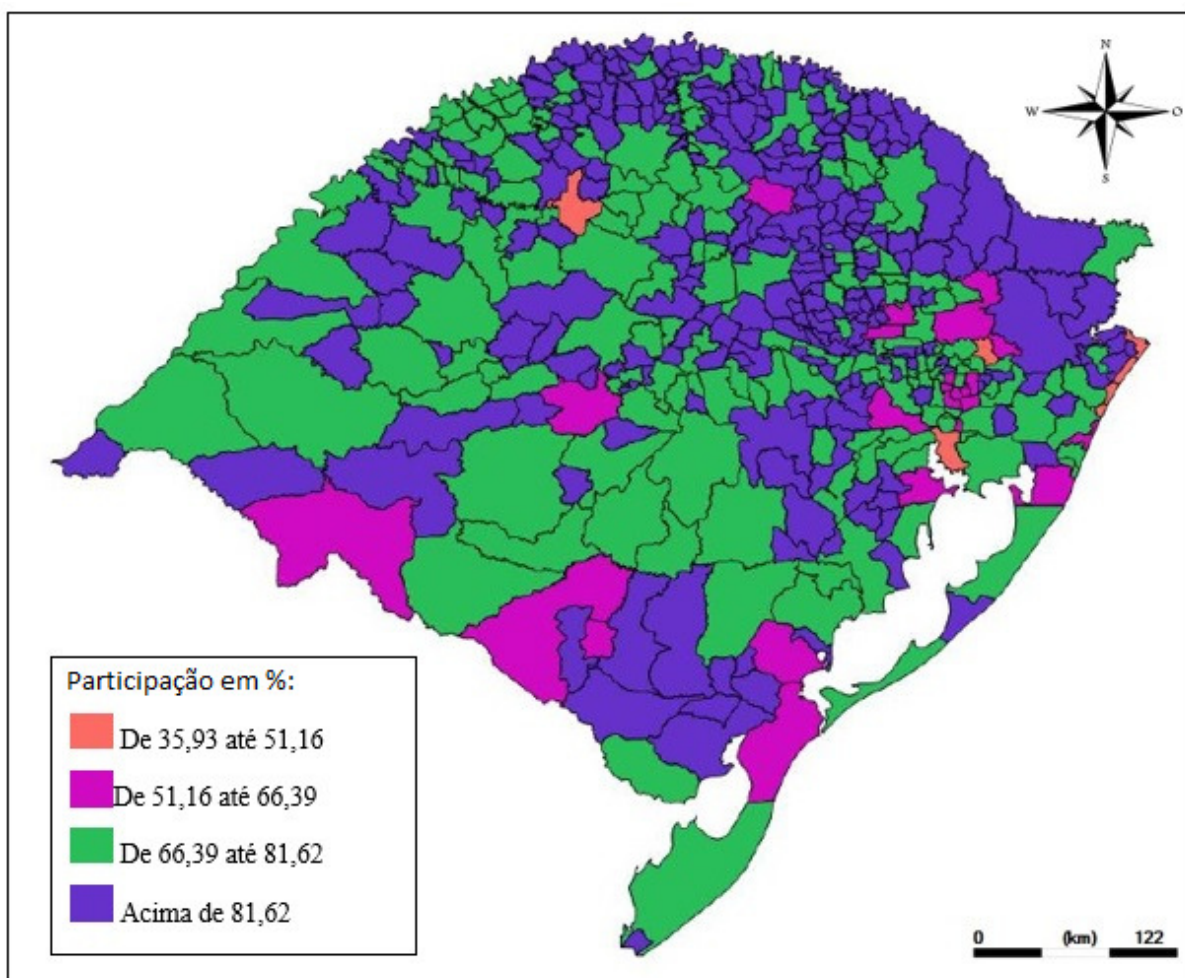 N
W
O
S
Participação em %:
De 35,93 até 51,16
De 51,16 até 66,39
De 66,39 até 81,62
Acima de 81,62
0 (km) 122